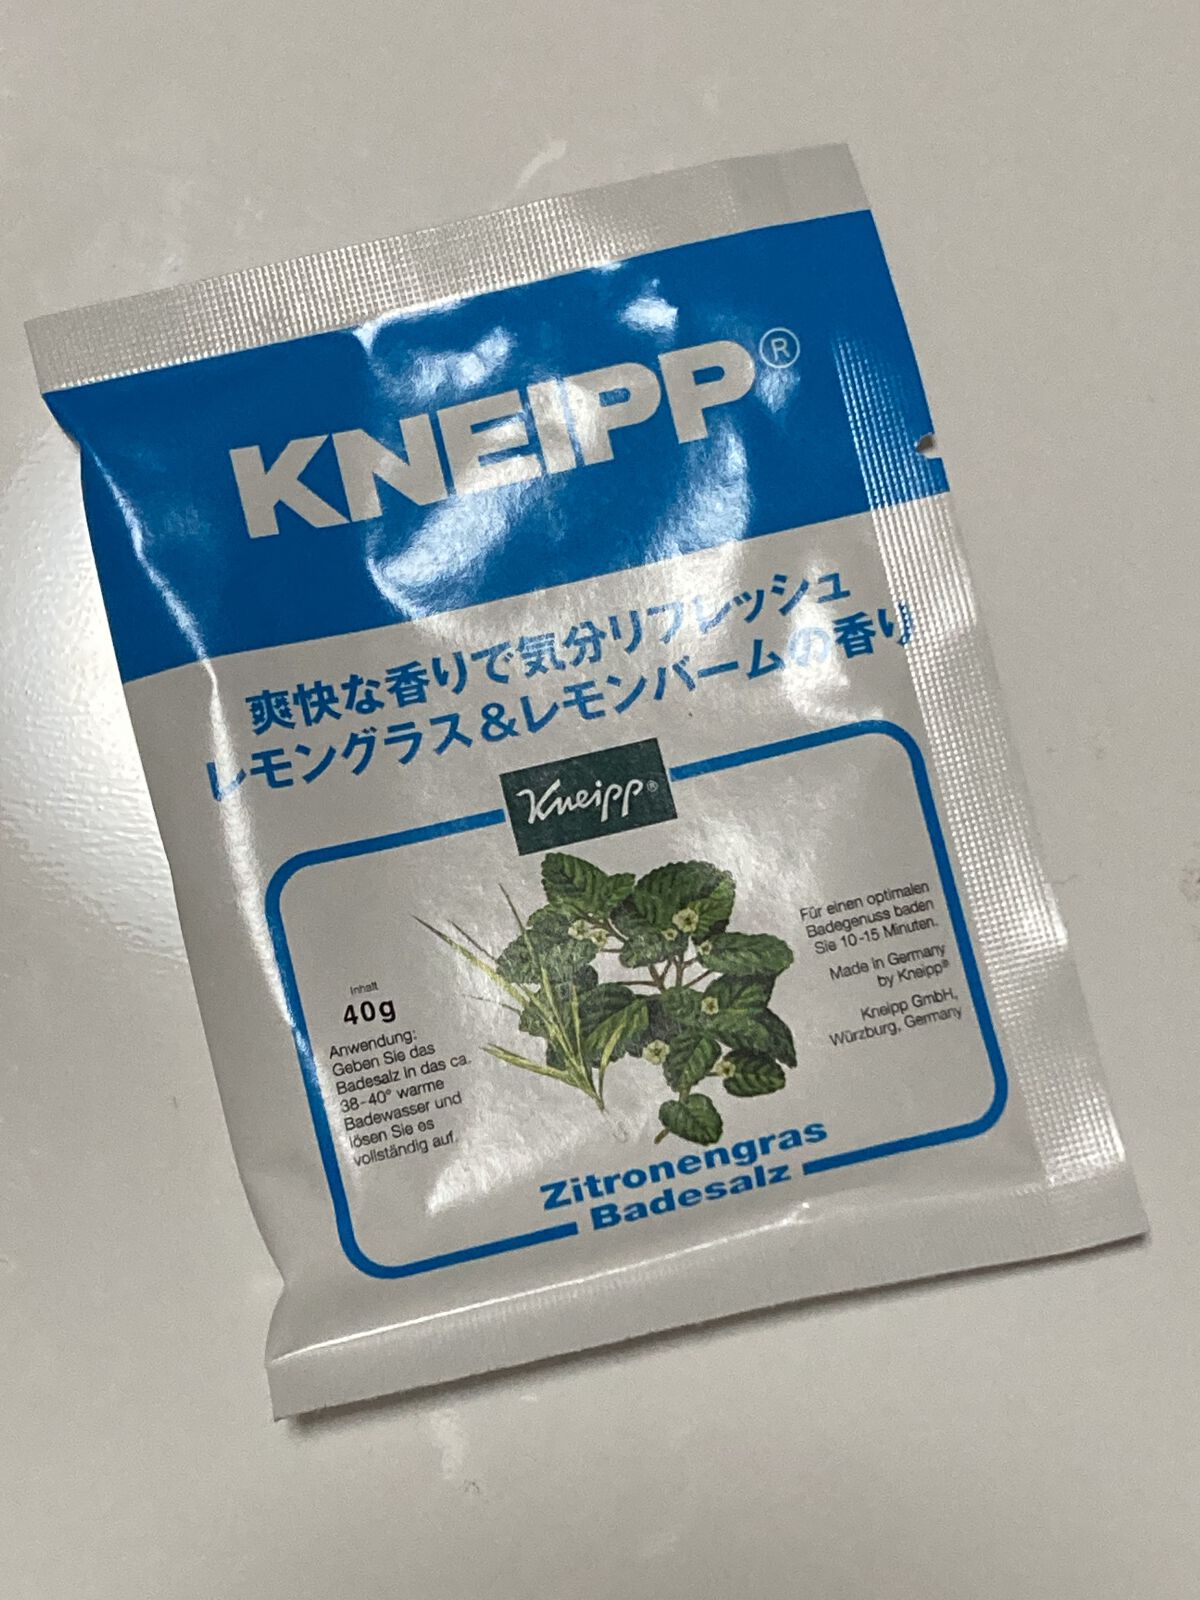 KNEIPP®
爽快な香りで気分リフレッシュ
レモングラス&レモンバームの香り
Kneipp®
Inhalt
40g
Anwendung:
Geben Sie das
Badesalz in das ca.
38-40° warme
Badewasser und
lösen Sie es
vollständig auf.
Für einen optimalen
Badegenuss baden
Sie 10-15 Minuten.
Made in Germany
by Kneipp®
Kneipp GmbH,
Würzburg, Germany
Zitronengras
Badesalz